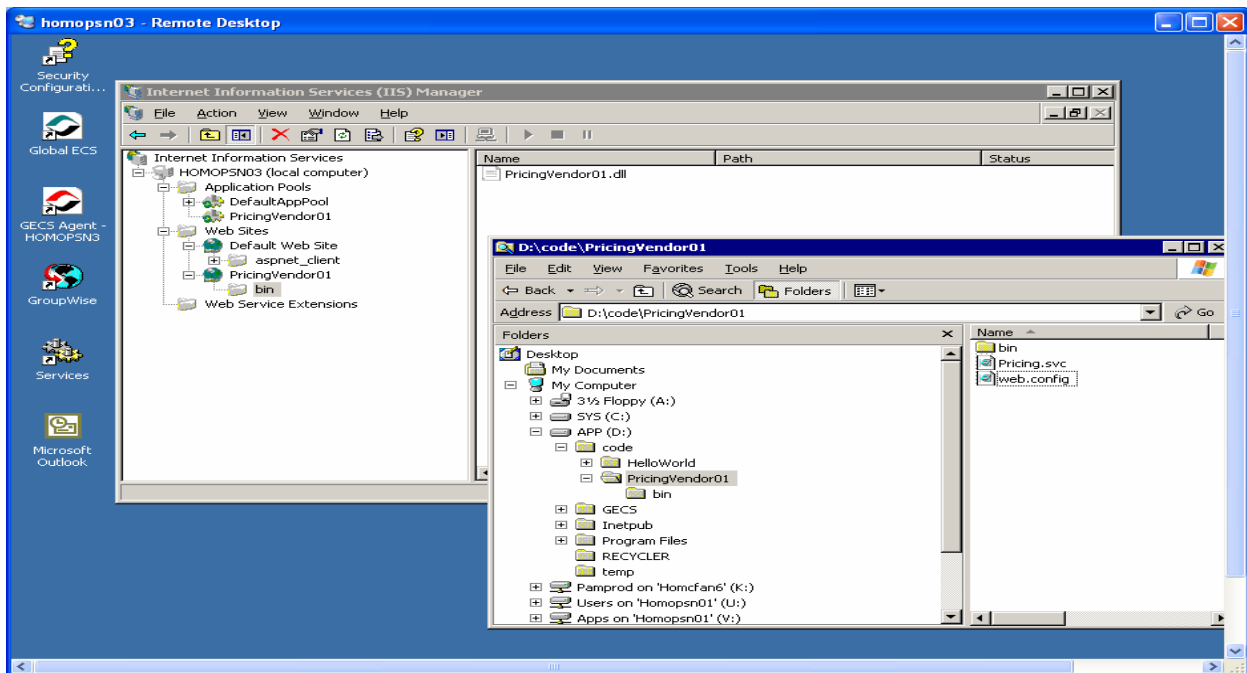 homopsn03 - Remote Desktop
Security
Configurati...
Global ECS
GECS Agent -
HOMOPSN3
GroupWise
Services
Microsoft
Outlook
Internet Information Services (IIS) Manager
File Action View Window Help
Internet Information Services
HOMOPSN03 (local computer)
Application Pools
DefaultAppPool
PricingVendor01
Web Sites
Default Web Site
aspnet_client
PricingVendor01
bin
Web Service Extensions
Name Path Status
PricingVendor01.dll
D:\code\PricingVendor01
File Edit View Favorites Tools Help
Back Search Folders
Address D:\code\PricingVendor01 Go
Folders
Desktop
My Documents
My Computer
3½ Floppy (A:)
SYS (C:)
APP (D:)
code
HelloWorld
PricingVendor01
bin
GECS
Inetpub
Program Files
RECYCLER
temp
Pamprod on 'Homcfan6' (K:)
Users on 'Homopsn01' (U:)
Apps on 'Homopsn01' (V:)
Name
bin
Pricing.svc
web.config